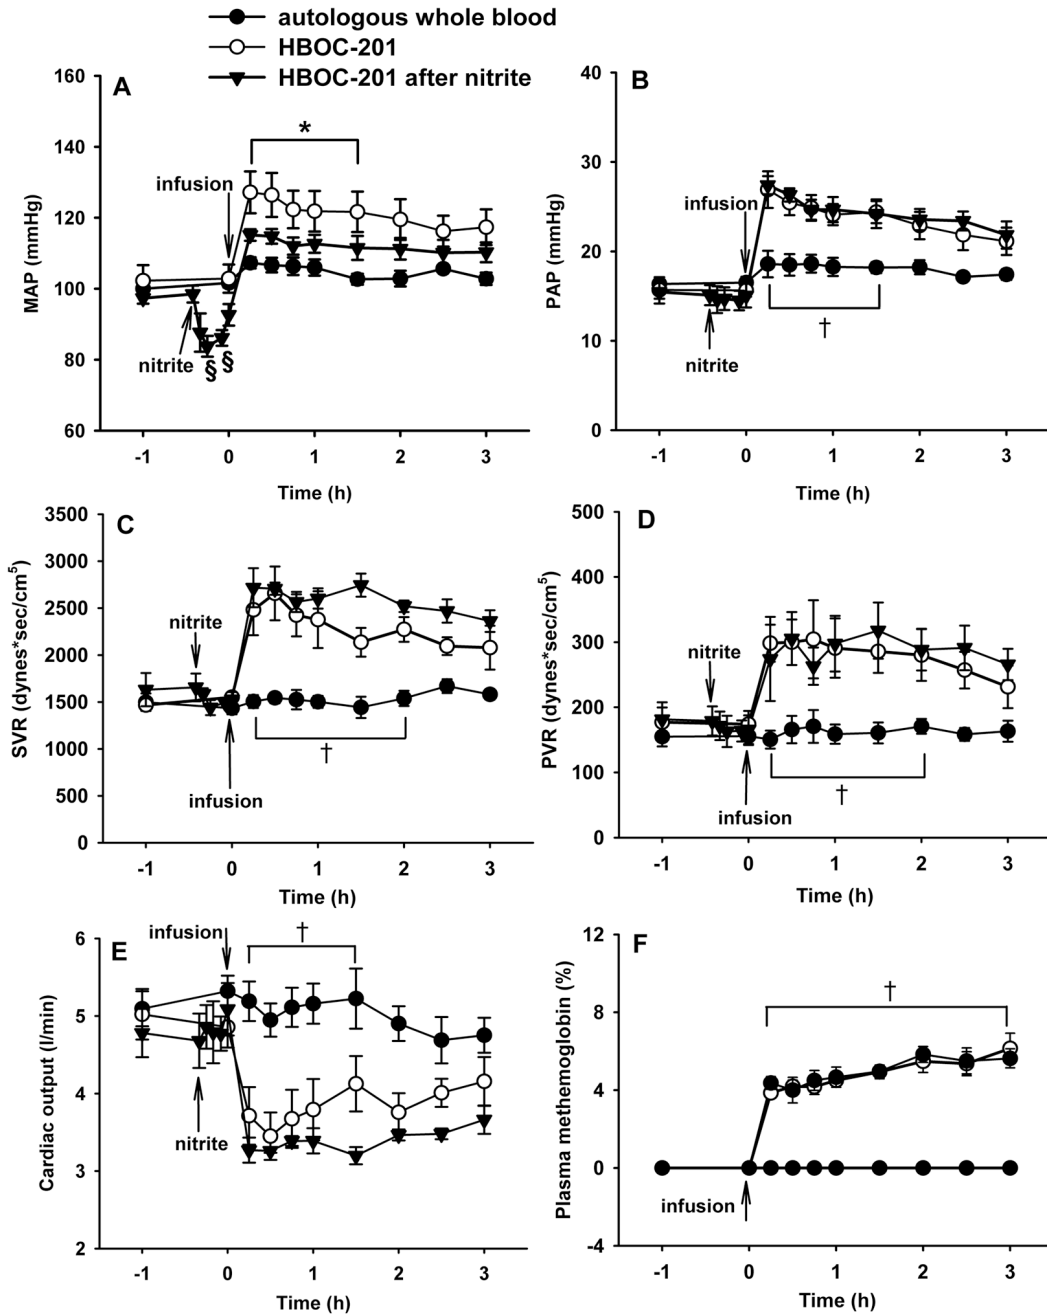 autologous whole blood
HBOC-201
HBOC-201 after nitrite
A
MAP (mmHg)
160
140
120
100
80
60
*
infusion
nitrite
§
§
-1 0 1 2 3
Time (h)
B
PAP (mmHg)
40
30
20
10
0
infusion
nitrite
†
-1 0 1 2 3
Time (h)
C
SVR (dynes*sec/cm⁵)
3500
3000
2500
2000
1500
1000
500
0
nitrite
†
infusion
-1 0 1 2 3
Time (h)
D
PVR (dynes*sec/cm⁵)
500
400
300
200
100
0
nitrite
†
infusion
-1 0 1 2 3
Time (h)
E
Cardiac output (l/min)
6
5
4
3
2
infusion
†
nitrite
-1 0 1 2 3
Time (h)
F
Plasma methemoglobin (%)
12
8
4
0
-4
†
infusion
-1 0 1 2 3
Time (h)